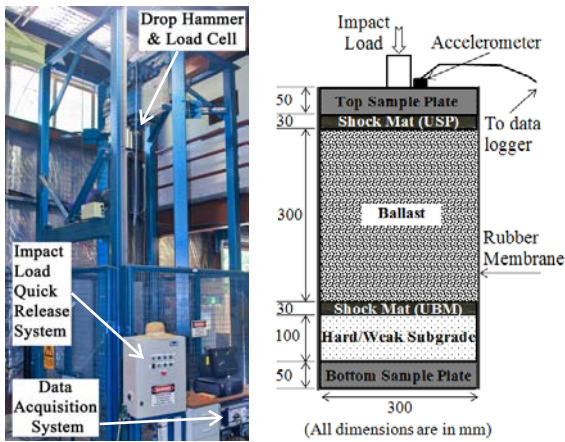 Drop Hammer
& Load Cell
Impact
Load
Quick
Release
System
Data
Acquisition
System
Impact
Load
Accelerometer
50
Top Sample Plate
30
Shock Mat (USP)
To data
logger
300
Ballast
Rubber
Membrane
30
Shock Mat (UBM)
100
Hard/Weak Subgrade
50
Bottom Sample Plate
300
(All dimensions are in mm)